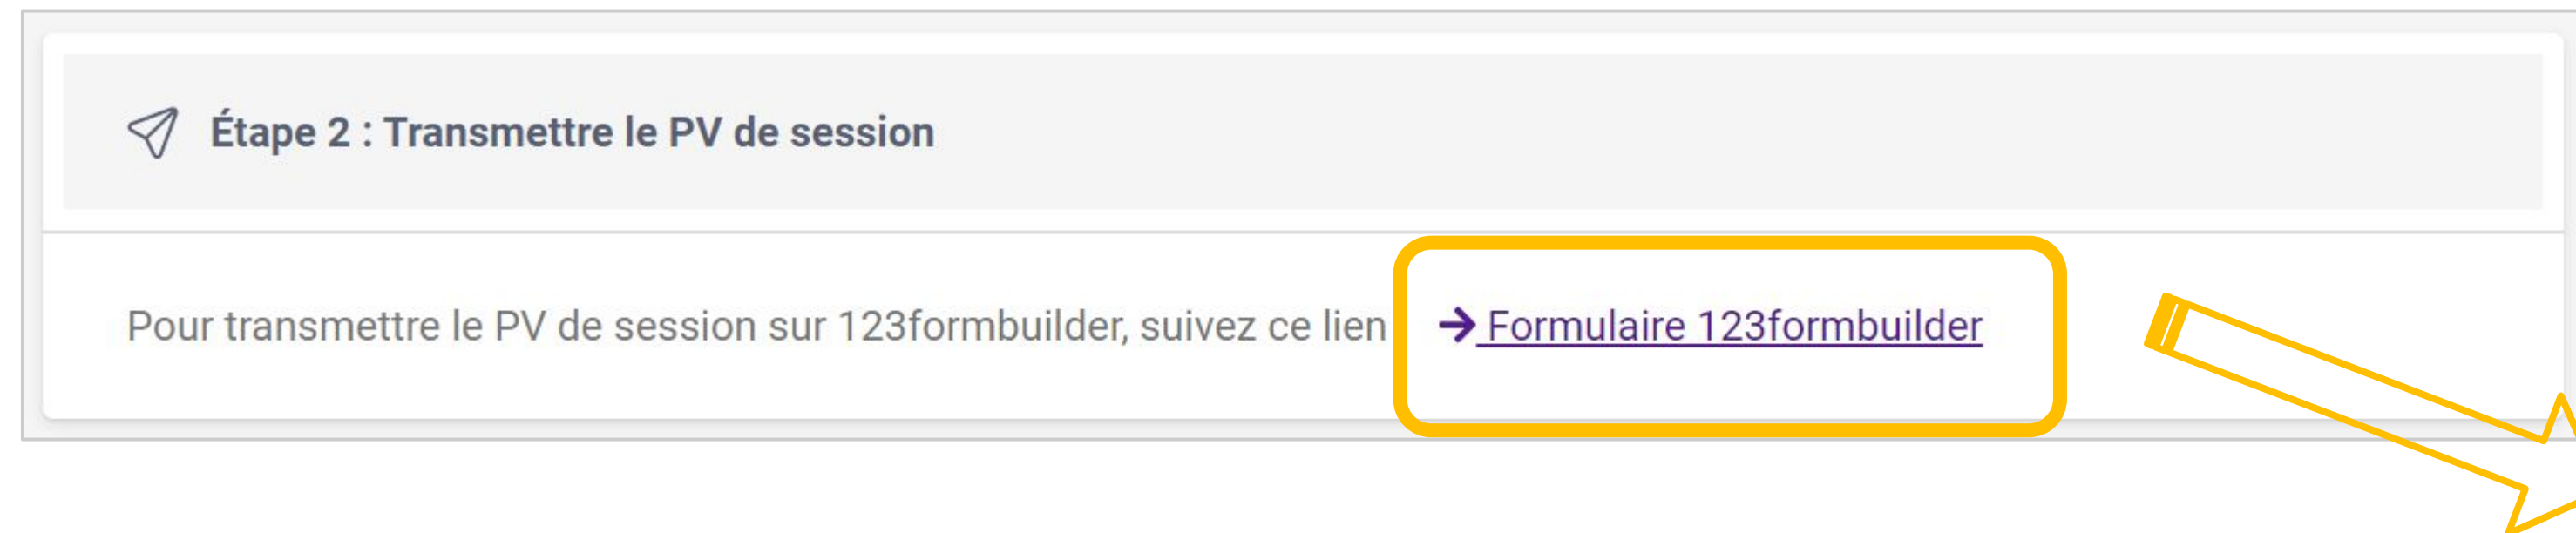 Étape 2 : Transmettre le PV de session
Pour transmettre le PV de session sur 123formbuilder, suivez ce lien → Formulaire 123formbuilder